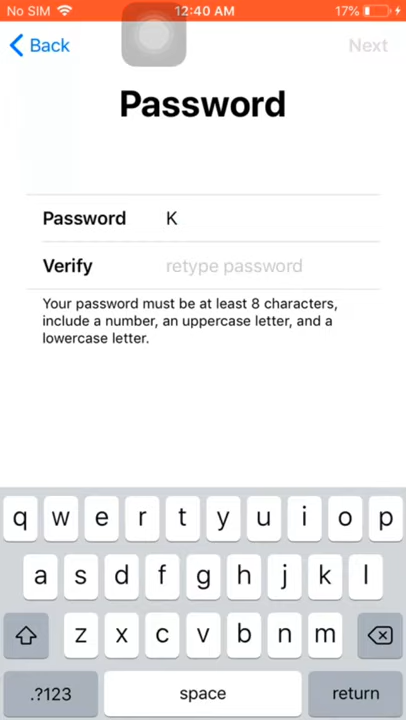 No SIM 12:40 AM 17%
Back Next
Password
Password K
Verify retype password
Your password must be at least 8 characters,
include a number, an uppercase letter, and a
lowercase letter.
q w e r t y u i o p
a s d f g h j k l
z x c v b n m
.?123 space return